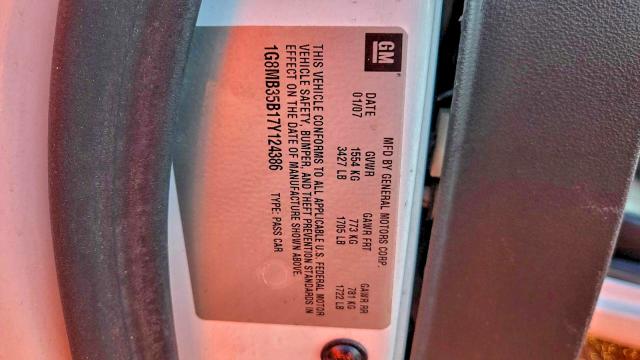 GM
MFD BY GENERAL MOTORS CORP.
DATE GVWR GAWR FRT GAWR RR
01/07 1554 KG 773 KG 781 KG
3427 LB 1705 LB 1722 LB
THIS VEHICLE CONFORMS TO ALL APPLICABLE U.S. FEDERAL MOTOR
VEHICLE SAFETY, BUMPER, AND THEFT PREVENTION STANDARDS IN
EFFECT ON THE DATE OF MANUFACTURE SHOWN ABOVE.
1G8MB35B17Y124386 TYPE: PASS CAR